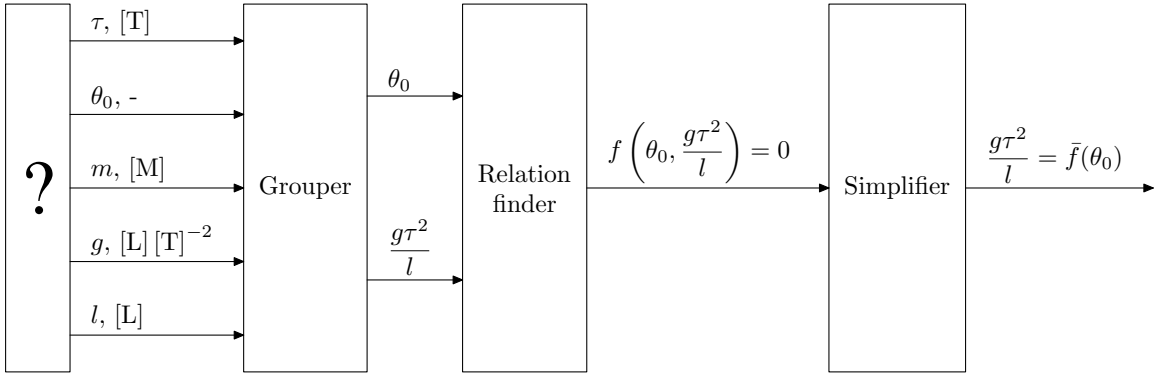 ?
τ, [T]
θ₀, -
m, [M]
g, [L] [T]⁻²
l, [L]
Grouper
θ₀
gτ²/l
Relation
finder
f(θ₀, gτ²/l) = 0
Simplifier
gτ²/l = f̄(θ₀)